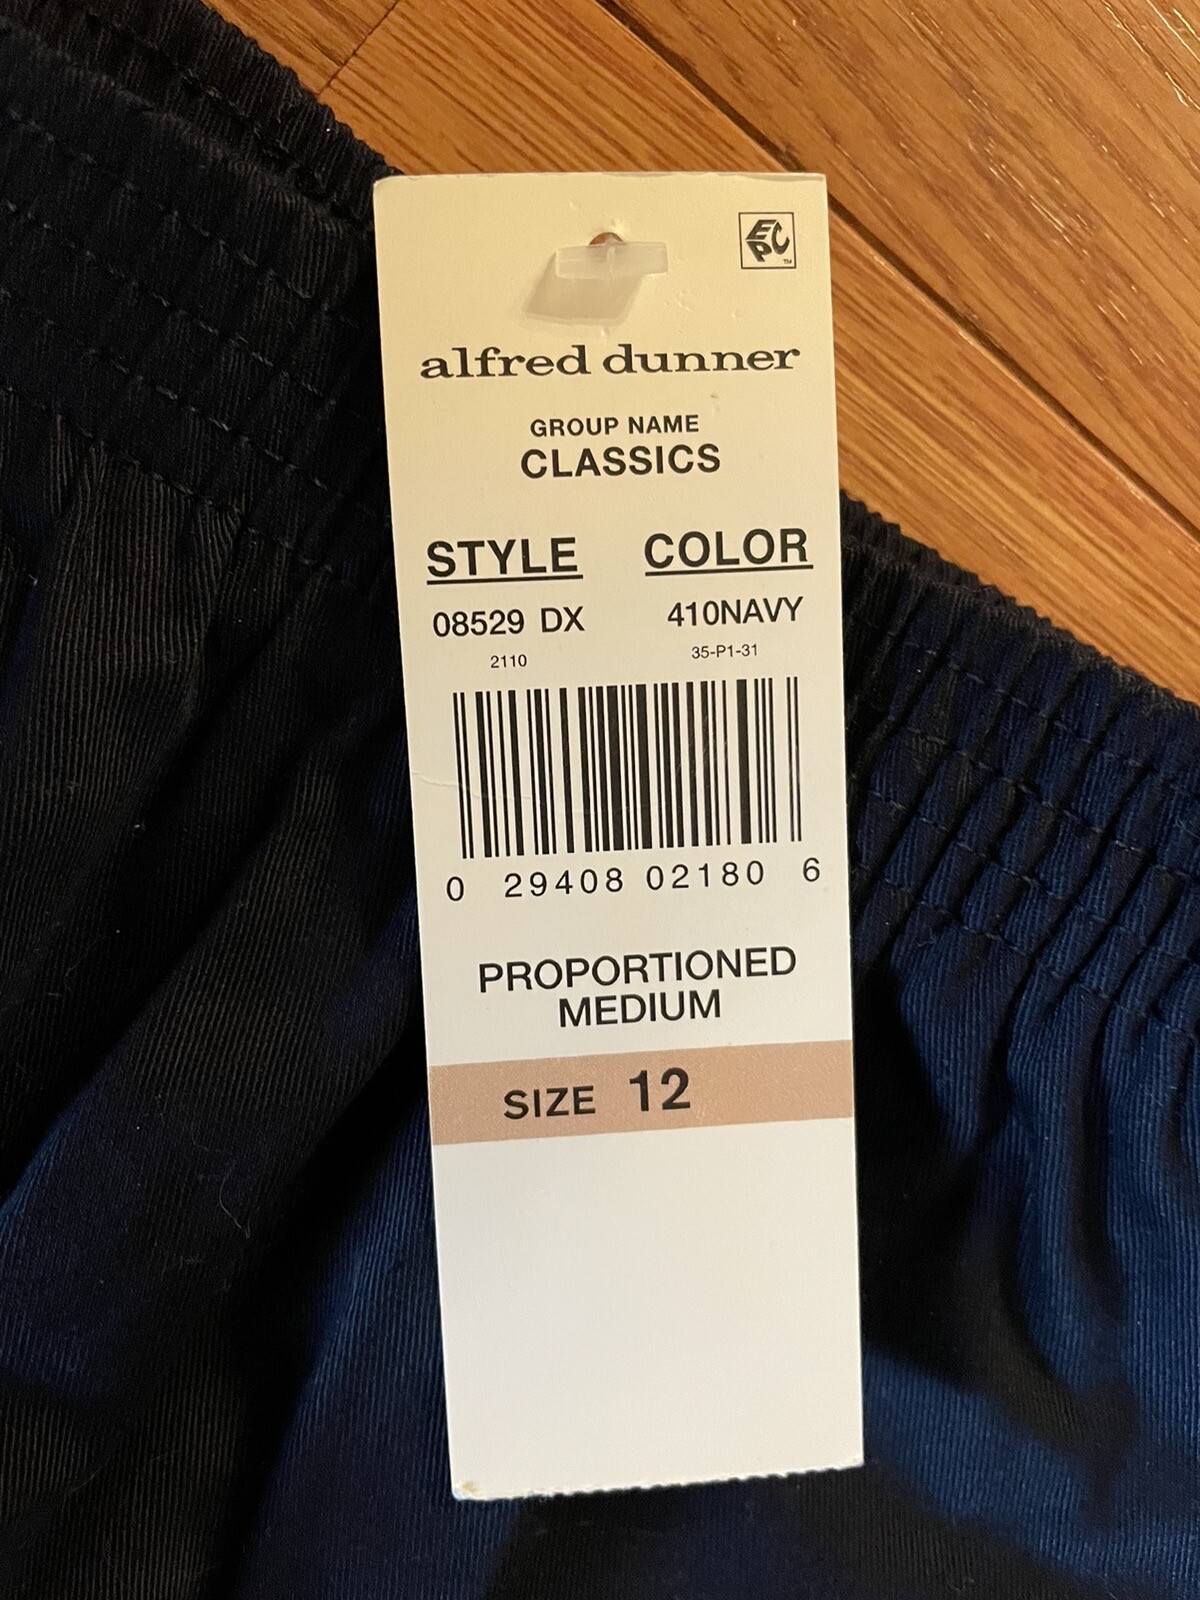 EPC
TM
alfred dunner
GROUP NAME
CLASSICS
STYLE COLOR
08529 DX 410NAVY
2110 35-P1-31
0 29408 02180 6
PROPORTIONED
MEDIUM
SIZE 12